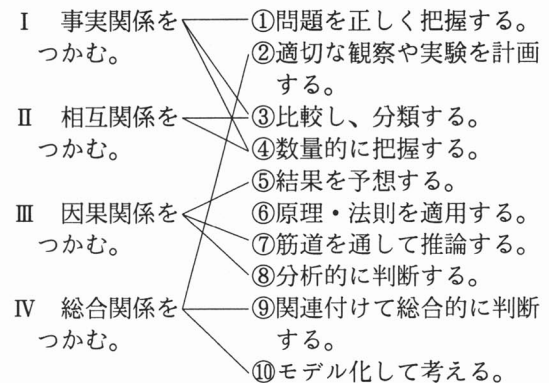 Ⅰ 事実関係を
つかむ。
Ⅱ 相互関係を
つかむ。
Ⅲ 因果関係を
つかむ。
Ⅳ 総合関係を
つかむ。
①問題を正しく把握する。
②適切な観察や実験を計画
する。
③比較し、分類する。
④数量的に把握する。
⑤結果を予想する。
⑥原理・法則を適用する。
⑦筋道を通して推論する。
⑧分析的に判断する。
⑨関連付けて総合的に判断
する。
⑩モデル化して考える。